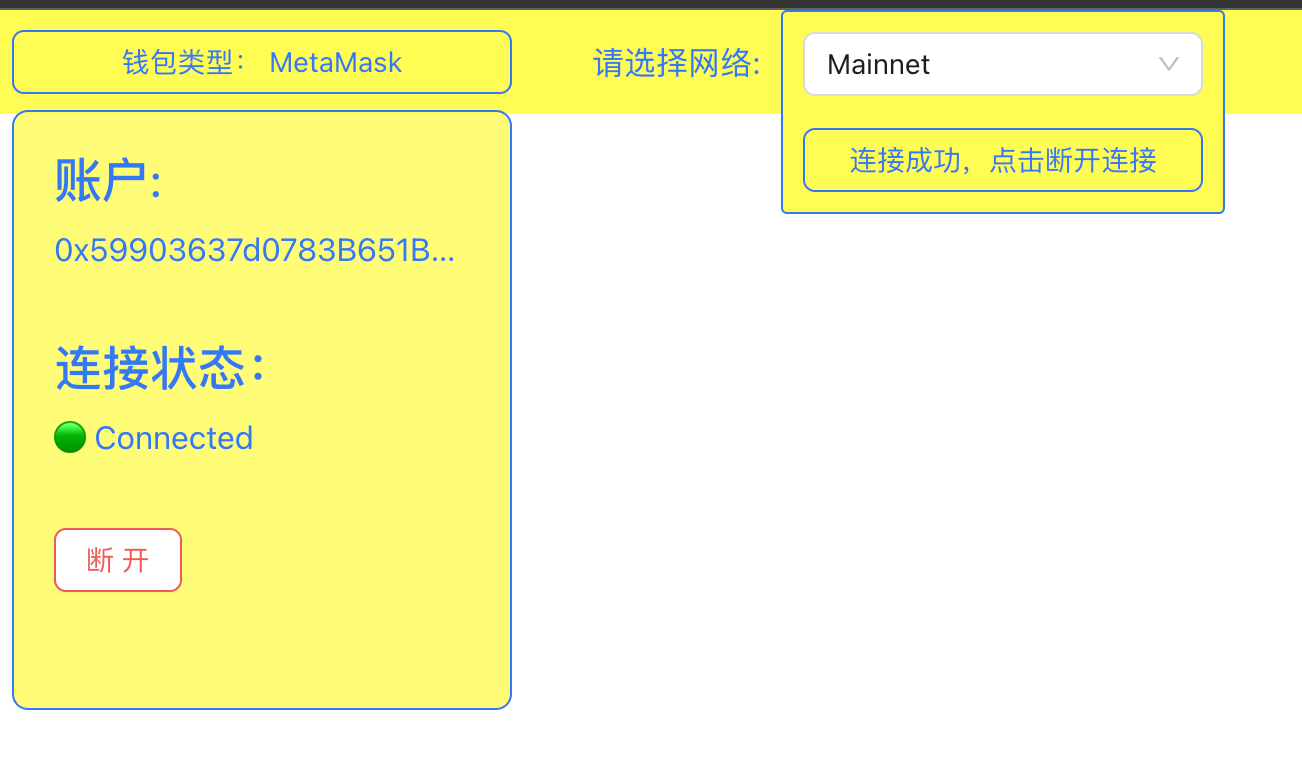 钱包类型： MetaMask
请选择网络:
Mainnet
连接成功，点击断开连接
账户:
0x59903637d0783B651B...
连接状态：
Connected
断 开